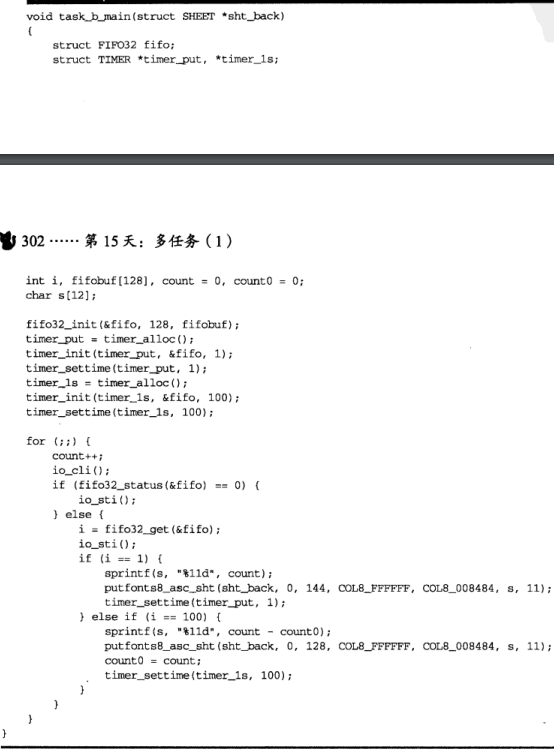 void task_b_main(struct SHEET *sht_back)
{
    struct FIFO32 fifo;
    struct TIMER *timer_put, *timer_1s;
302 …… 第 15 天：多任务（1）
    int i, fifobuf[128], count = 0, count0 = 0;
    char s[12];
    fifo32_init(&fifo, 128, fifobuf);
    timer_put = timer_alloc();
    timer_init(timer_put, &fifo, 1);
    timer_settime(timer_put, 1);
    timer_1s = timer_alloc();
    timer_init(timer_1s, &fifo, 100);
    timer_settime(timer_1s, 100);
    for (;;) {
        count++;
        io_cli();
        if (fifo32_status(&fifo) == 0) {
            io_sti();
        } else {
            i = fifo32_get(&fifo);
            io_sti();
            if (i == 1) {
                sprintf(s, "%11d", count);
                putfonts8_asc_sht(sht_back, 0, 144, COL8_FFFFFF, COL8_008484, s, 11);
                timer_settime(timer_put, 1);
            } else if (i == 100) {
                sprintf(s, "%11d", count - count0);
                putfonts8_asc_sht(sht_back, 0, 128, COL8_FFFFFF, COL8_008484, s, 11);
                count0 = count;
                timer_settime(timer_1s, 100);
            }
        }
    }
}